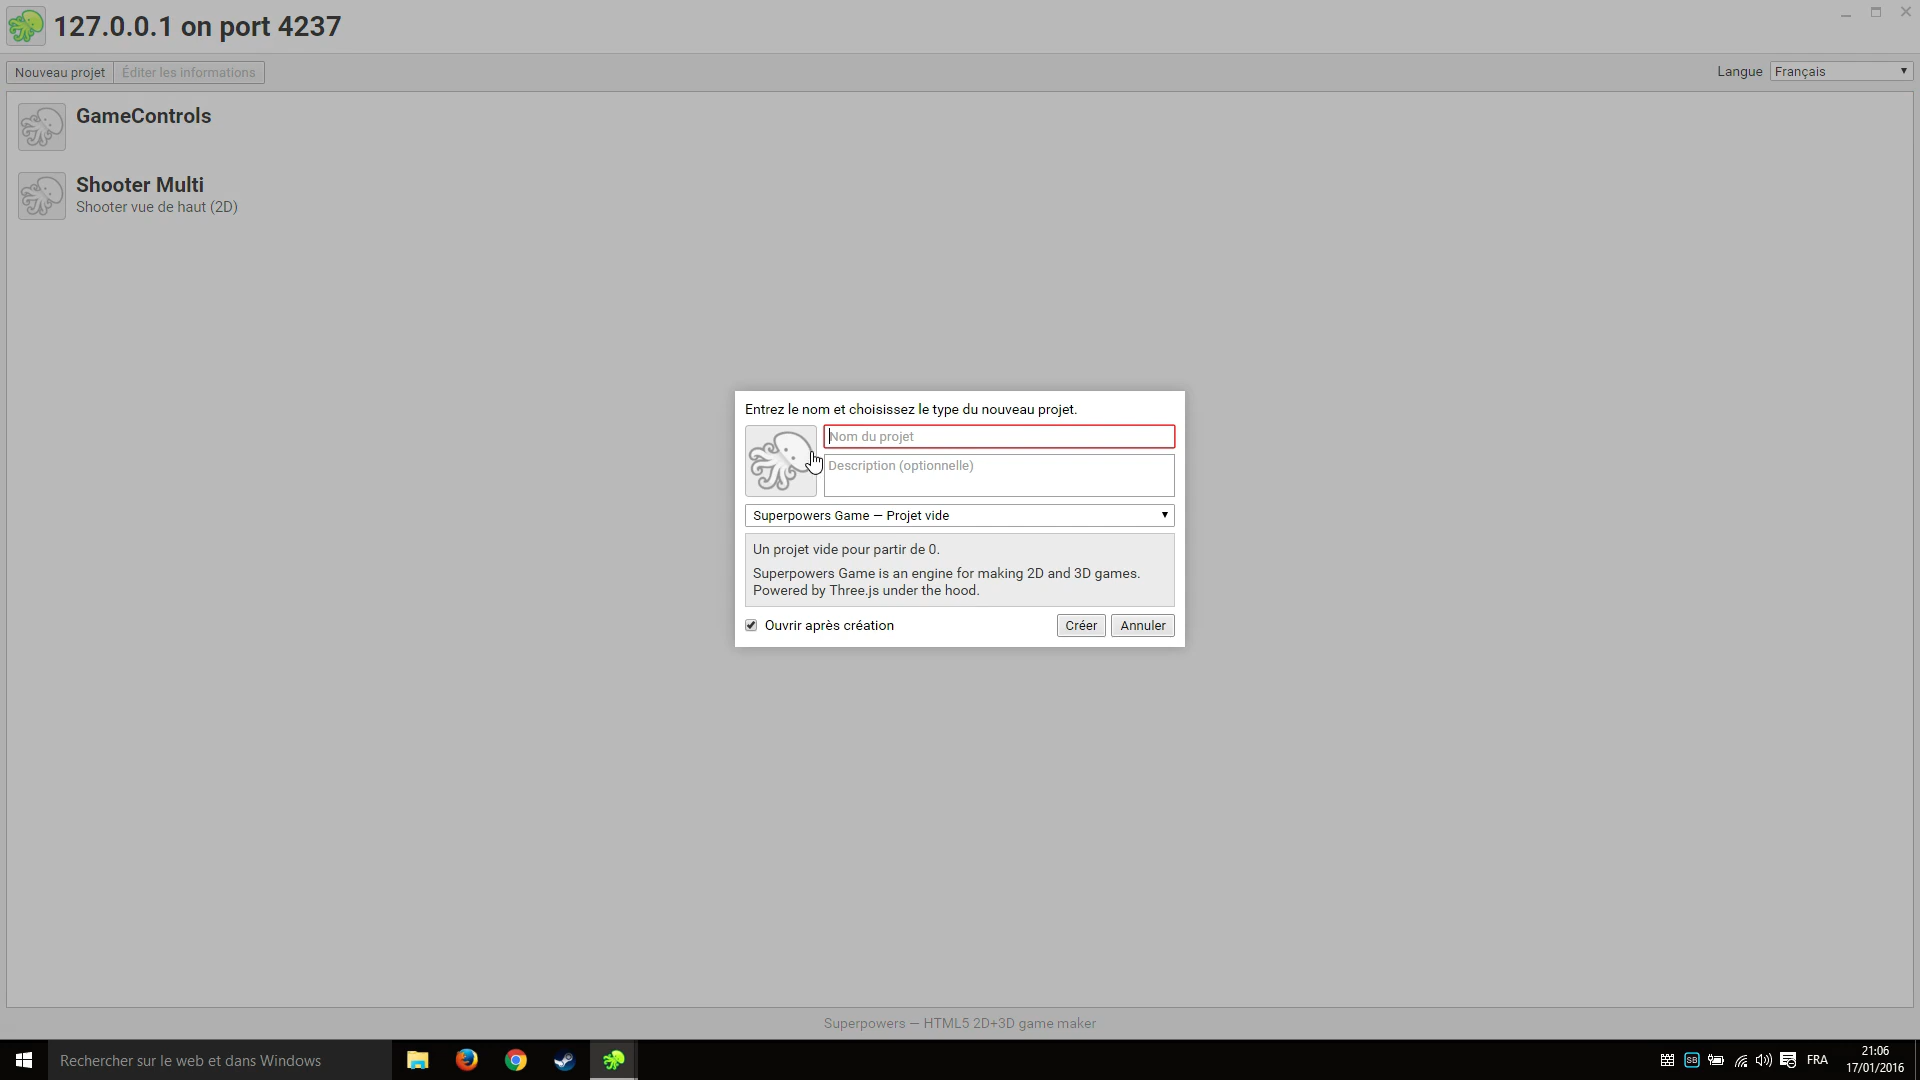 127.0.0.1 on port 4237
Nouveau projet
Éditer les informations
Langue
Français
GameControls
Shooter Multi
Shooter vue de haut (2D)
Entrez le nom et choisissez le type du nouveau projet.
Nom du projet
Description (optionnelle)
Superpowers Game — Projet vide
Un projet vide pour partir de 0.
Superpowers Game is an engine for making 2D and 3D games.
Powered by Three.js under the hood.
Ouvrir après création
Créer
Annuler
Superpowers — HTML5 2D+3D game maker
Rechercher sur le web et dans Windows
SB
FRA
21:06
17/01/2016